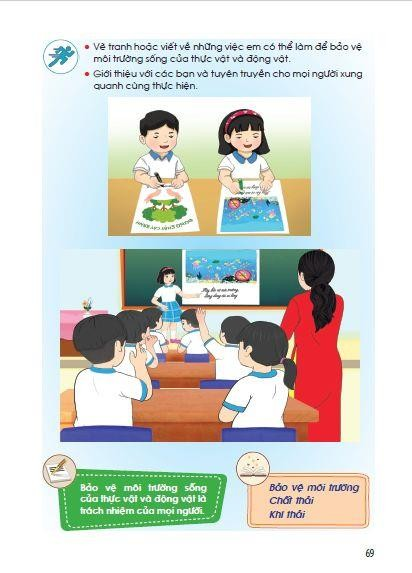 ● Vẽ tranh hoặc viết về những việc em có thể làm để bảo vệ
môi trường sống của thực vật và động vật.
● Giới thiệu với các bạn và tuyên truyền cho mọi người xung
quanh cùng thực hiện.
Bảo vệ môi trường sống
của thực vật và động vật là
trách nhiệm của mọi người.
Bảo vệ môi trường
Chất thải
Khí thải
69